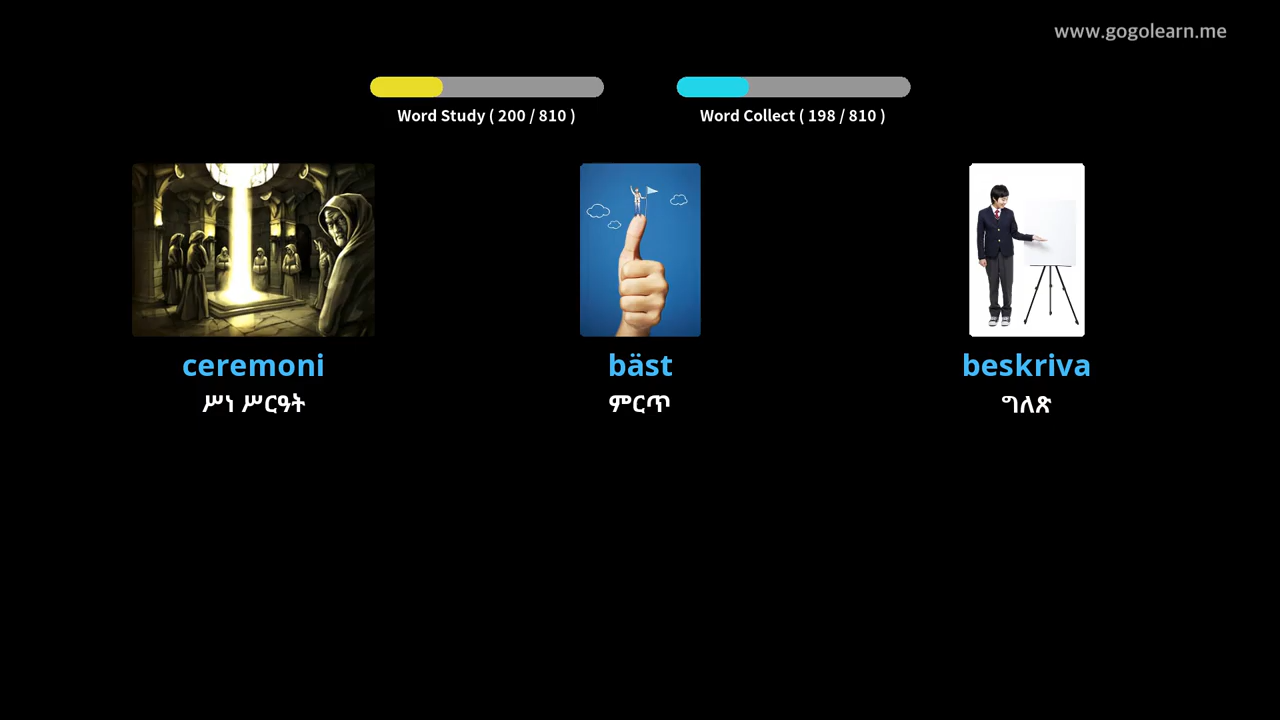 www.gogolearn.me
Word Study ( 200 / 810 )
Word Collect ( 198 / 810 )
ceremoni
bäst
beskriva
ሥነ ሥርዓት
ምርጥ
ግለጽ